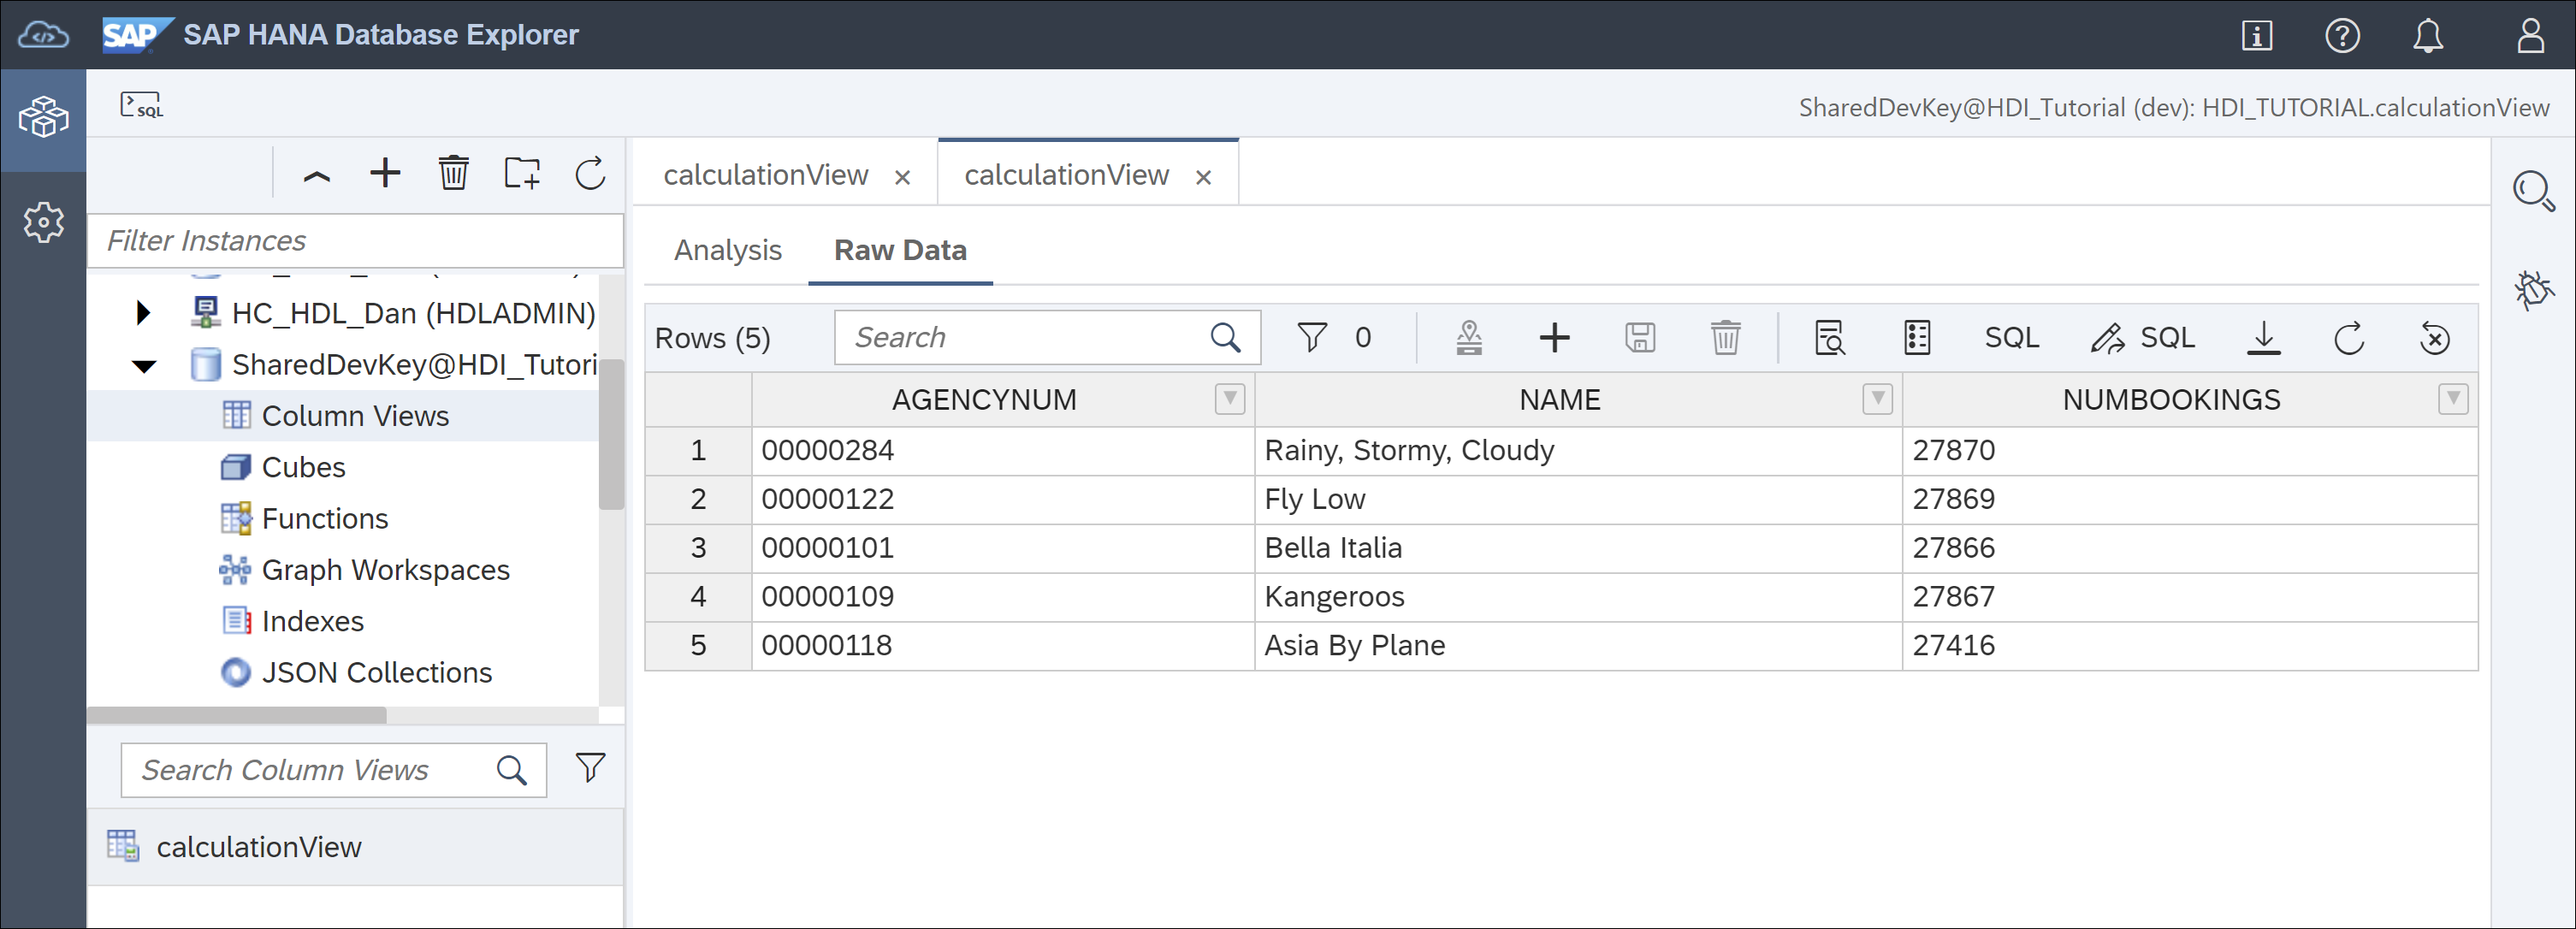 SAP SAP HANA Database Explorer
SQL
SharedDevKey@HDI_Tutorial (dev): HDI_TUTORIAL.calculationView
Filter Instances
HC_HDL_Dan (HDLADMIN)
SharedDevKey@HDI_Tutori
Column Views
Cubes
Functions
Graph Workspaces
Indexes
JSON Collections
Search Column Views
calculationView
calculationView × calculationView ×
Analysis Raw Data
Rows (5) Search 0 SQL SQL
AGENCYNUM NAME NUMBOOKINGS
1 00000284 Rainy, Stormy, Cloudy 27870
2 00000122 Fly Low 27869
3 00000101 Bella Italia 27866
4 00000109 Kangeroos 27867
5 00000118 Asia By Plane 27416